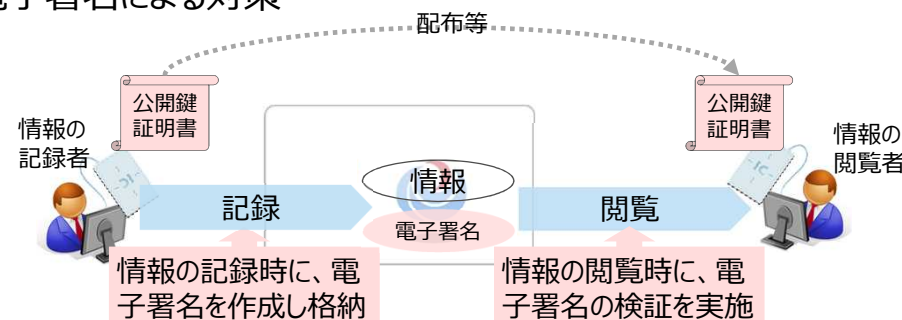 電子署名による対策
配布等
公開鍵
証明書
公開鍵
証明書
情報の
記録者
情報の
閲覧者
情報
記録
閲覧
電子署名
情報の記録時に、電
子署名を作成し格納
情報の閲覧時に、電
子署名の検証を実施